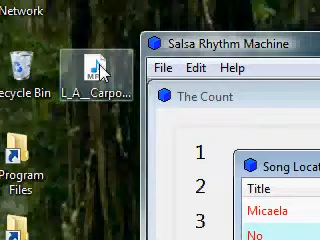 Network
Salsa Rhythm Machine
File Edit Help
The Count
ecycle Bin
L_A__Carpo...
1
Song Locat
2
Title
Program
Files
Micaela
3
No